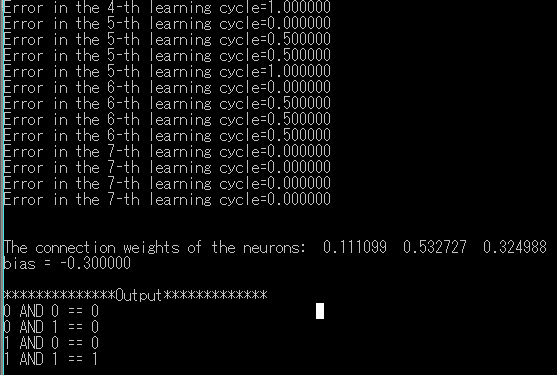 Error in the 4-th learning cycle=1.000000
Error in the 5-th learning cycle=0.000000
Error in the 5-th learning cycle=0.500000
Error in the 5-th learning cycle=0.500000
Error in the 5-th learning cycle=1.000000
Error in the 6-th learning cycle=0.000000
Error in the 6-th learning cycle=0.500000
Error in the 6-th learning cycle=0.500000
Error in the 6-th learning cycle=0.500000
Error in the 7-th learning cycle=0.000000
Error in the 7-th learning cycle=0.000000
Error in the 7-th learning cycle=0.000000
Error in the 7-th learning cycle=0.000000
The connection weights of the neurons: 0.111099 0.532727 0.324988
bias = -0.300000
**************Output*************
0 AND 0 == 0
0 AND 1 == 0
1 AND 0 == 0
1 AND 1 == 1